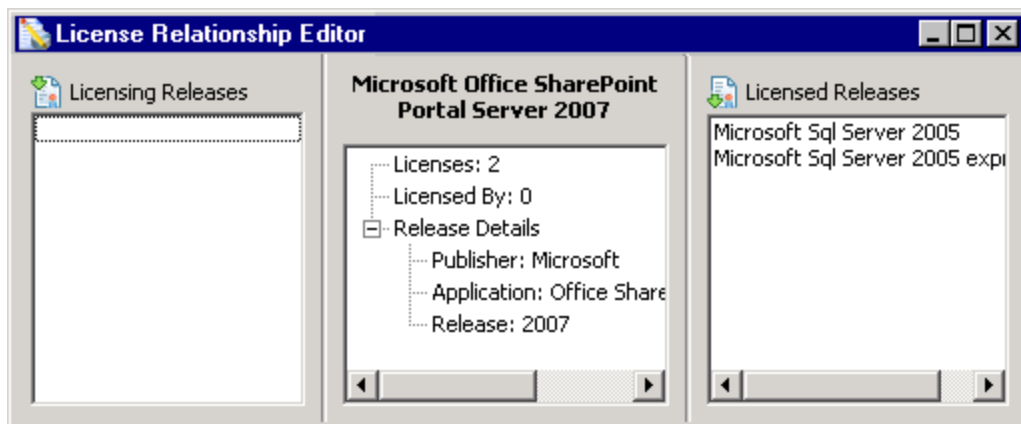 License Relationship Editor
Licensing Releases
Microsoft Office SharePoint
Portal Server 2007
Licenses: 2
Licensed By: 0
Release Details
Publisher: Microsoft
Application: Office Share
Release: 2007
Licensed Releases
Microsoft Sql Server 2005
Microsoft Sql Server 2005 expr